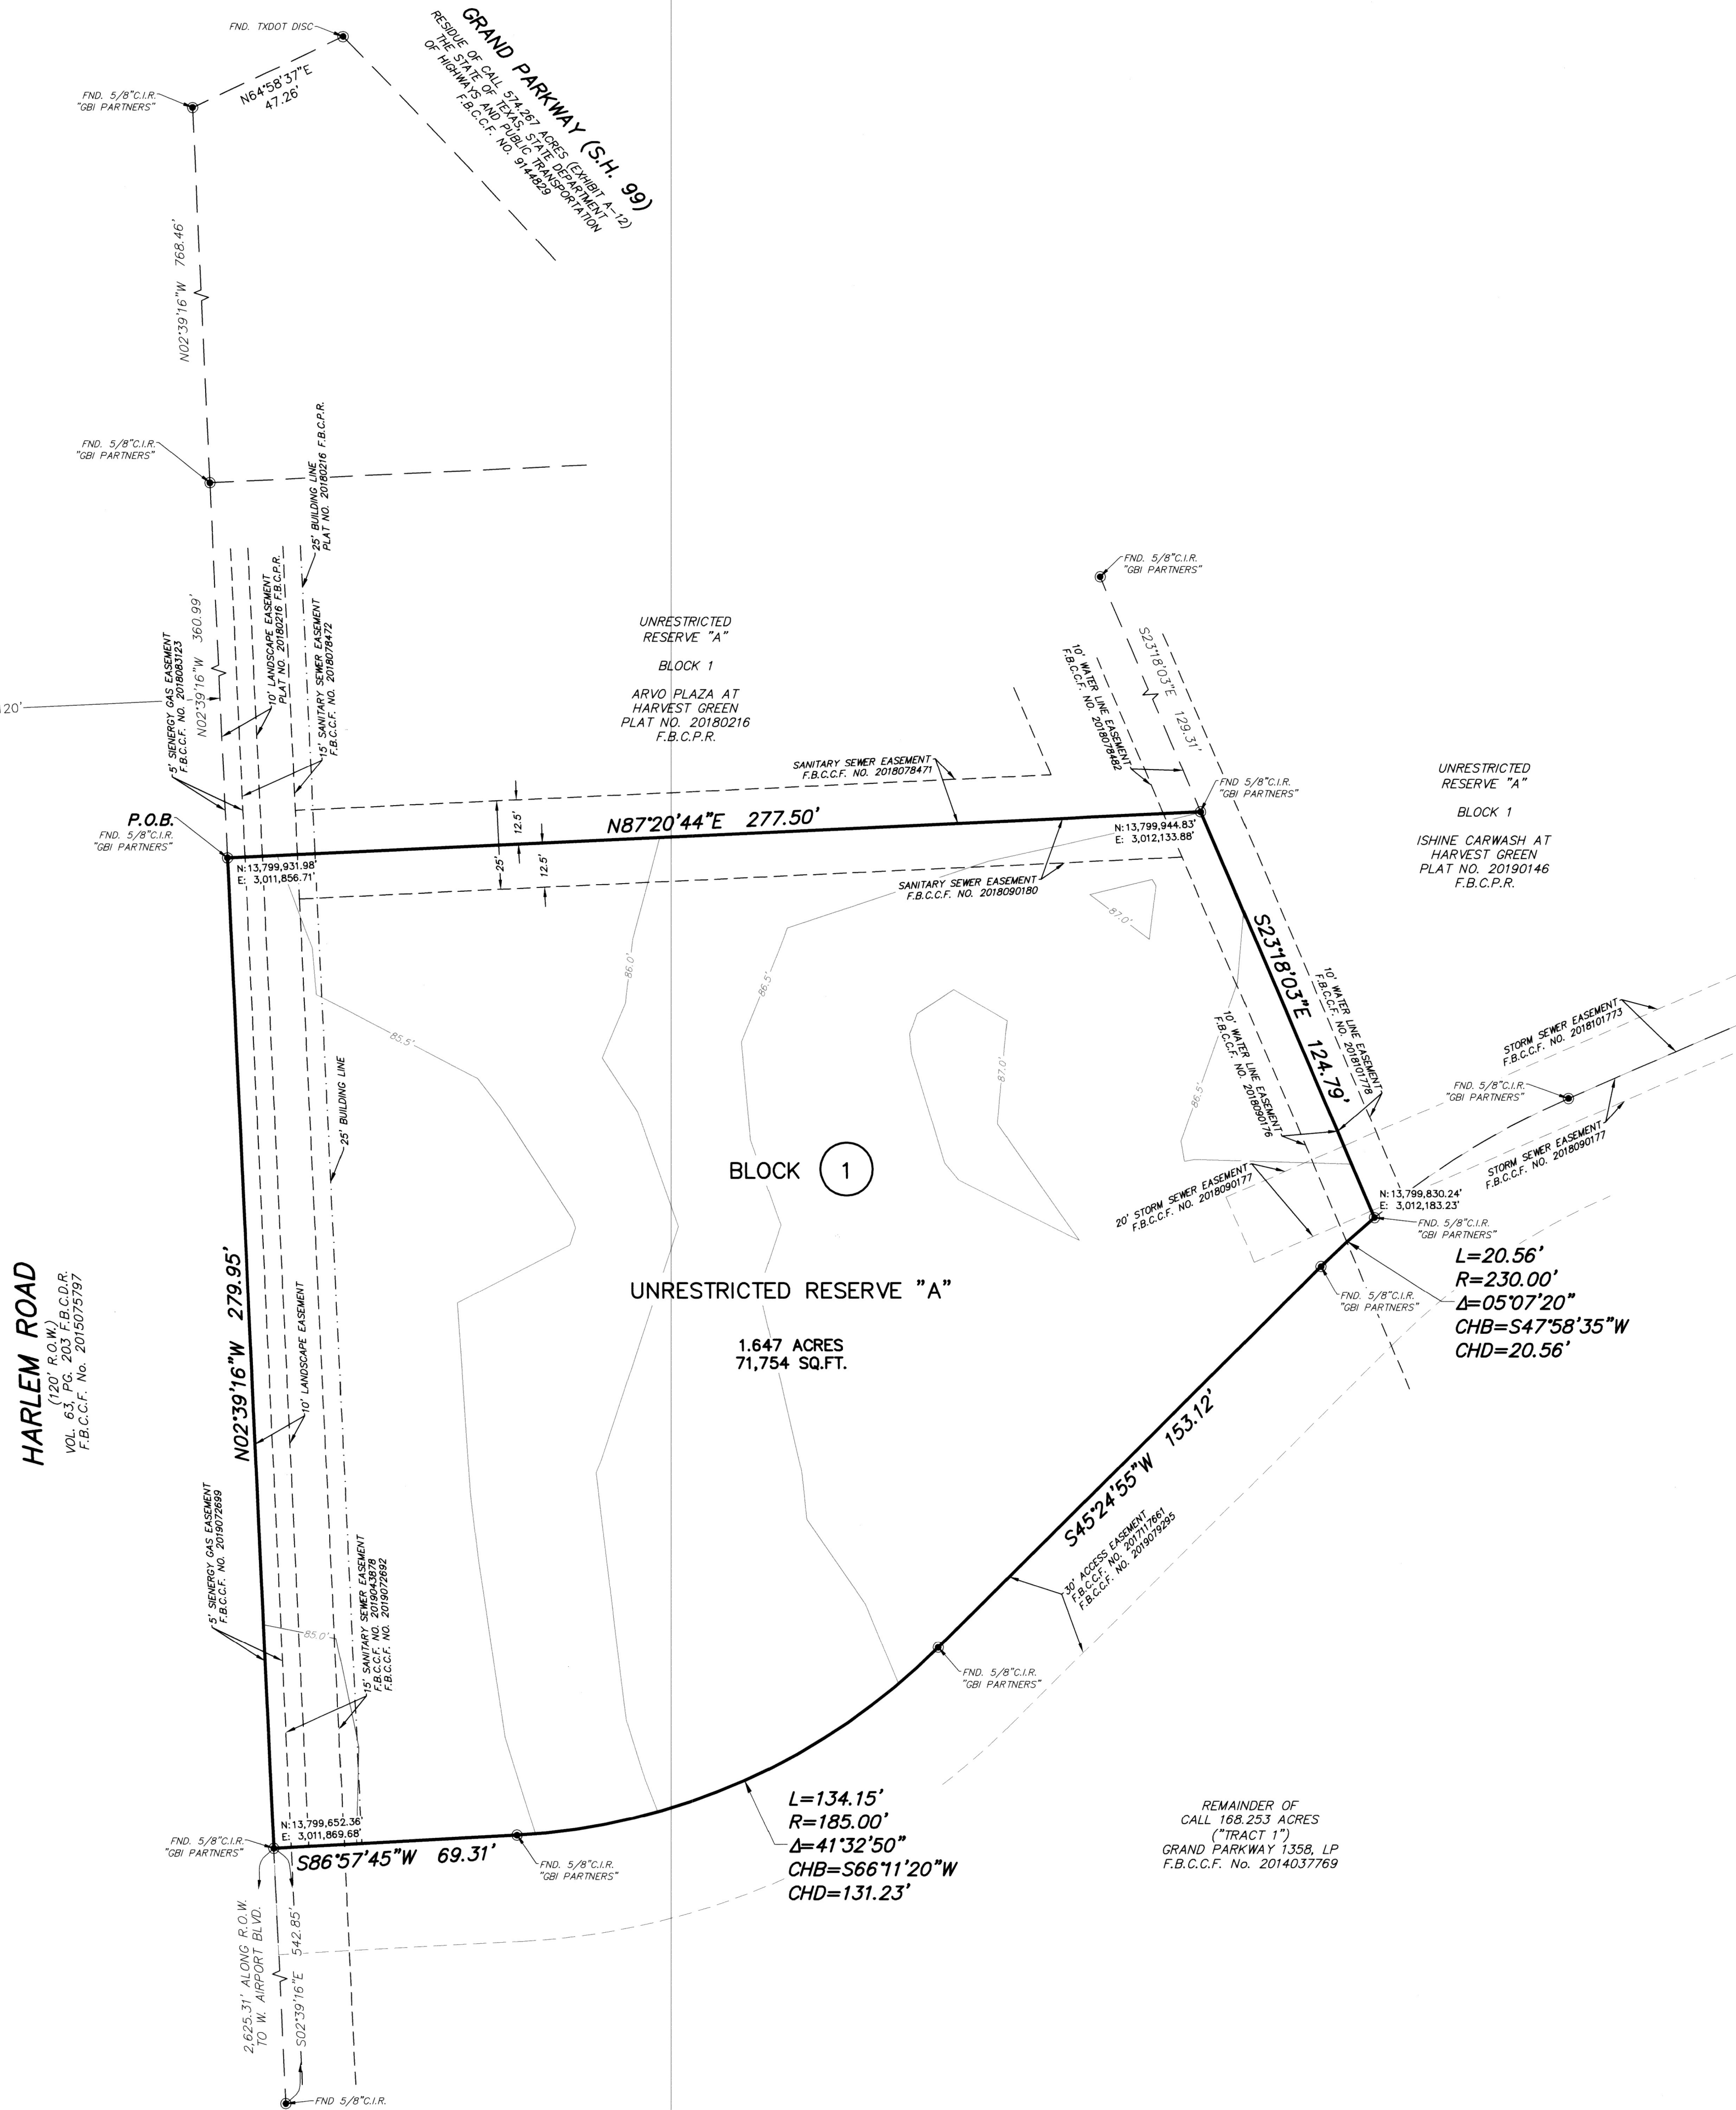 FND. TXDOT DISC
GRAND PARKWAY (S.H. 99)
RESIDUE OF CALL 574.267 ACRES (EXHIBIT A-12)
THE STATE OF TEXAS, STATE DEPARTMENT
OF HIGHWAYS AND PUBLIC TRANSPORTATION
F.B.C.C.F. NO. 9144829
FND. 5/8"C.I.R.
"GBI PARTNERS"
N64°58'37"E
47.26'
N02°39'16"W 768.46'
FND. 5/8"C.I.R.
"GBI PARTNERS"
25' BUILDING LINE
PLAT NO. 20180216 F.B.C.P.R.
10' LANDSCAPE EASEMENT
PLAT NO. 20180216 F.B.C.P.R.
15' SANITARY SEWER EASEMENT
F.B.C.C.F. NO. 2018078472
N02°39'16"W 360.99'
5' SIENERGY GAS EASEMENT
F.B.C.C.F. NO. 2018083123
20'
UNRESTRICTED
RESERVE "A"
BLOCK 1
ARVO PLAZA AT
HARVEST GREEN
PLAT NO. 20180216
F.B.C.P.R.
FND. 5/8"C.I.R.
"GBI PARTNERS"
S23°18'03"E 129.31'
10' WATER LINE EASEMENT
F.B.C.C.F. NO. 2018078482
SANITARY SEWER EASEMENT
F.B.C.C.F. NO. 2018078471
FND 5/8"C.I.R.
"GBI PARTNERS"
UNRESTRICTED
RESERVE "A"
BLOCK 1
ISHINE CARWASH AT
HARVEST GREEN
PLAT NO. 20190146
F.B.C.P.R.
P.O.B.
FND. 5/8"C.I.R.
"GBI PARTNERS"
N: 13,799,931.98'
E: 3,011,856.71'
12.5'
25'
12.5'
N87°20'44"E 277.50'
N: 13,799,944.83'
E: 3,012,133.88'
SANITARY SEWER EASEMENT
F.B.C.C.F. NO. 2018090180
87.0'
86.0'
86.5'
85.5'
87.0'
86.5'
S23°18'03"E 124.79'
10' WATER LINE EASEMENT
F.B.C.C.F. NO. 2018101778
10' WATER LINE EASEMENT
F.B.C.C.F. NO. 2018090176
STORM SEWER EASEMENT
F.B.C.C.F. NO. 2018101773
FND. 5/8"C.I.R.
"GBI PARTNERS"
STORM SEWER EASEMENT
F.B.C.C.F. NO. 2018090177
20' STORM SEWER EASEMENT
F.B.C.C.F. NO. 2018090177
N: 13,799,830.24'
E: 3,012,183.23'
FND. 5/8"C.I.R.
"GBI PARTNERS"
25' BUILDING LINE
BLOCK 1
UNRESTRICTED RESERVE "A"
1.647 ACRES
71,754 SQ.FT.
L=20.56'
R=230.00'
Δ=05°07'20"
CHB=S47°58'35"W
CHD=20.56'
FND. 5/8"C.I.R.
"GBI PARTNERS"
HARLEM ROAD
(120' R.O.W.)
VOL. 63, PG. 203 F.B.C.D.R.
F.B.C.C.F. No. 2015075797
N02°39'16"W 279.95'
10' LANDSCAPE EASEMENT
S45°24'55"W 153.12'
30' ACCESS EASEMENT
F.B.C.C.F. NO. 2017117661
F.B.C.C.F. NO. 2019079295
5' SIENERGY GAS EASEMENT
F.B.C.C.F. NO. 2019072699
15' SANITARY SEWER EASEMENT
F.B.C.C.F. NO. 2019043878
F.B.C.C.F. NO. 2019072692
85.0'
FND. 5/8"C.I.R.
"GBI PARTNERS"
L=134.15'
R=185.00'
Δ=41°32'50"
CHB=S66°11'20"W
CHD=131.23'
REMAINDER OF
CALL 168.253 ACRES
("TRACT 1")
GRAND PARKWAY 1358, LP
F.B.C.C.F. No. 2014037769
N: 13,799,652.36'
E: 3,011,869.68'
FND. 5/8"C.I.R.
"GBI PARTNERS"
S86°57'45"W 69.31'
FND. 5/8"C.I.R.
"GBI PARTNERS"
2,625.31' ALONG R.O.W.
TO W. AIRPORT BLVD.
S02°39'16"E 542.85'
FND 5/8"C.I.R.